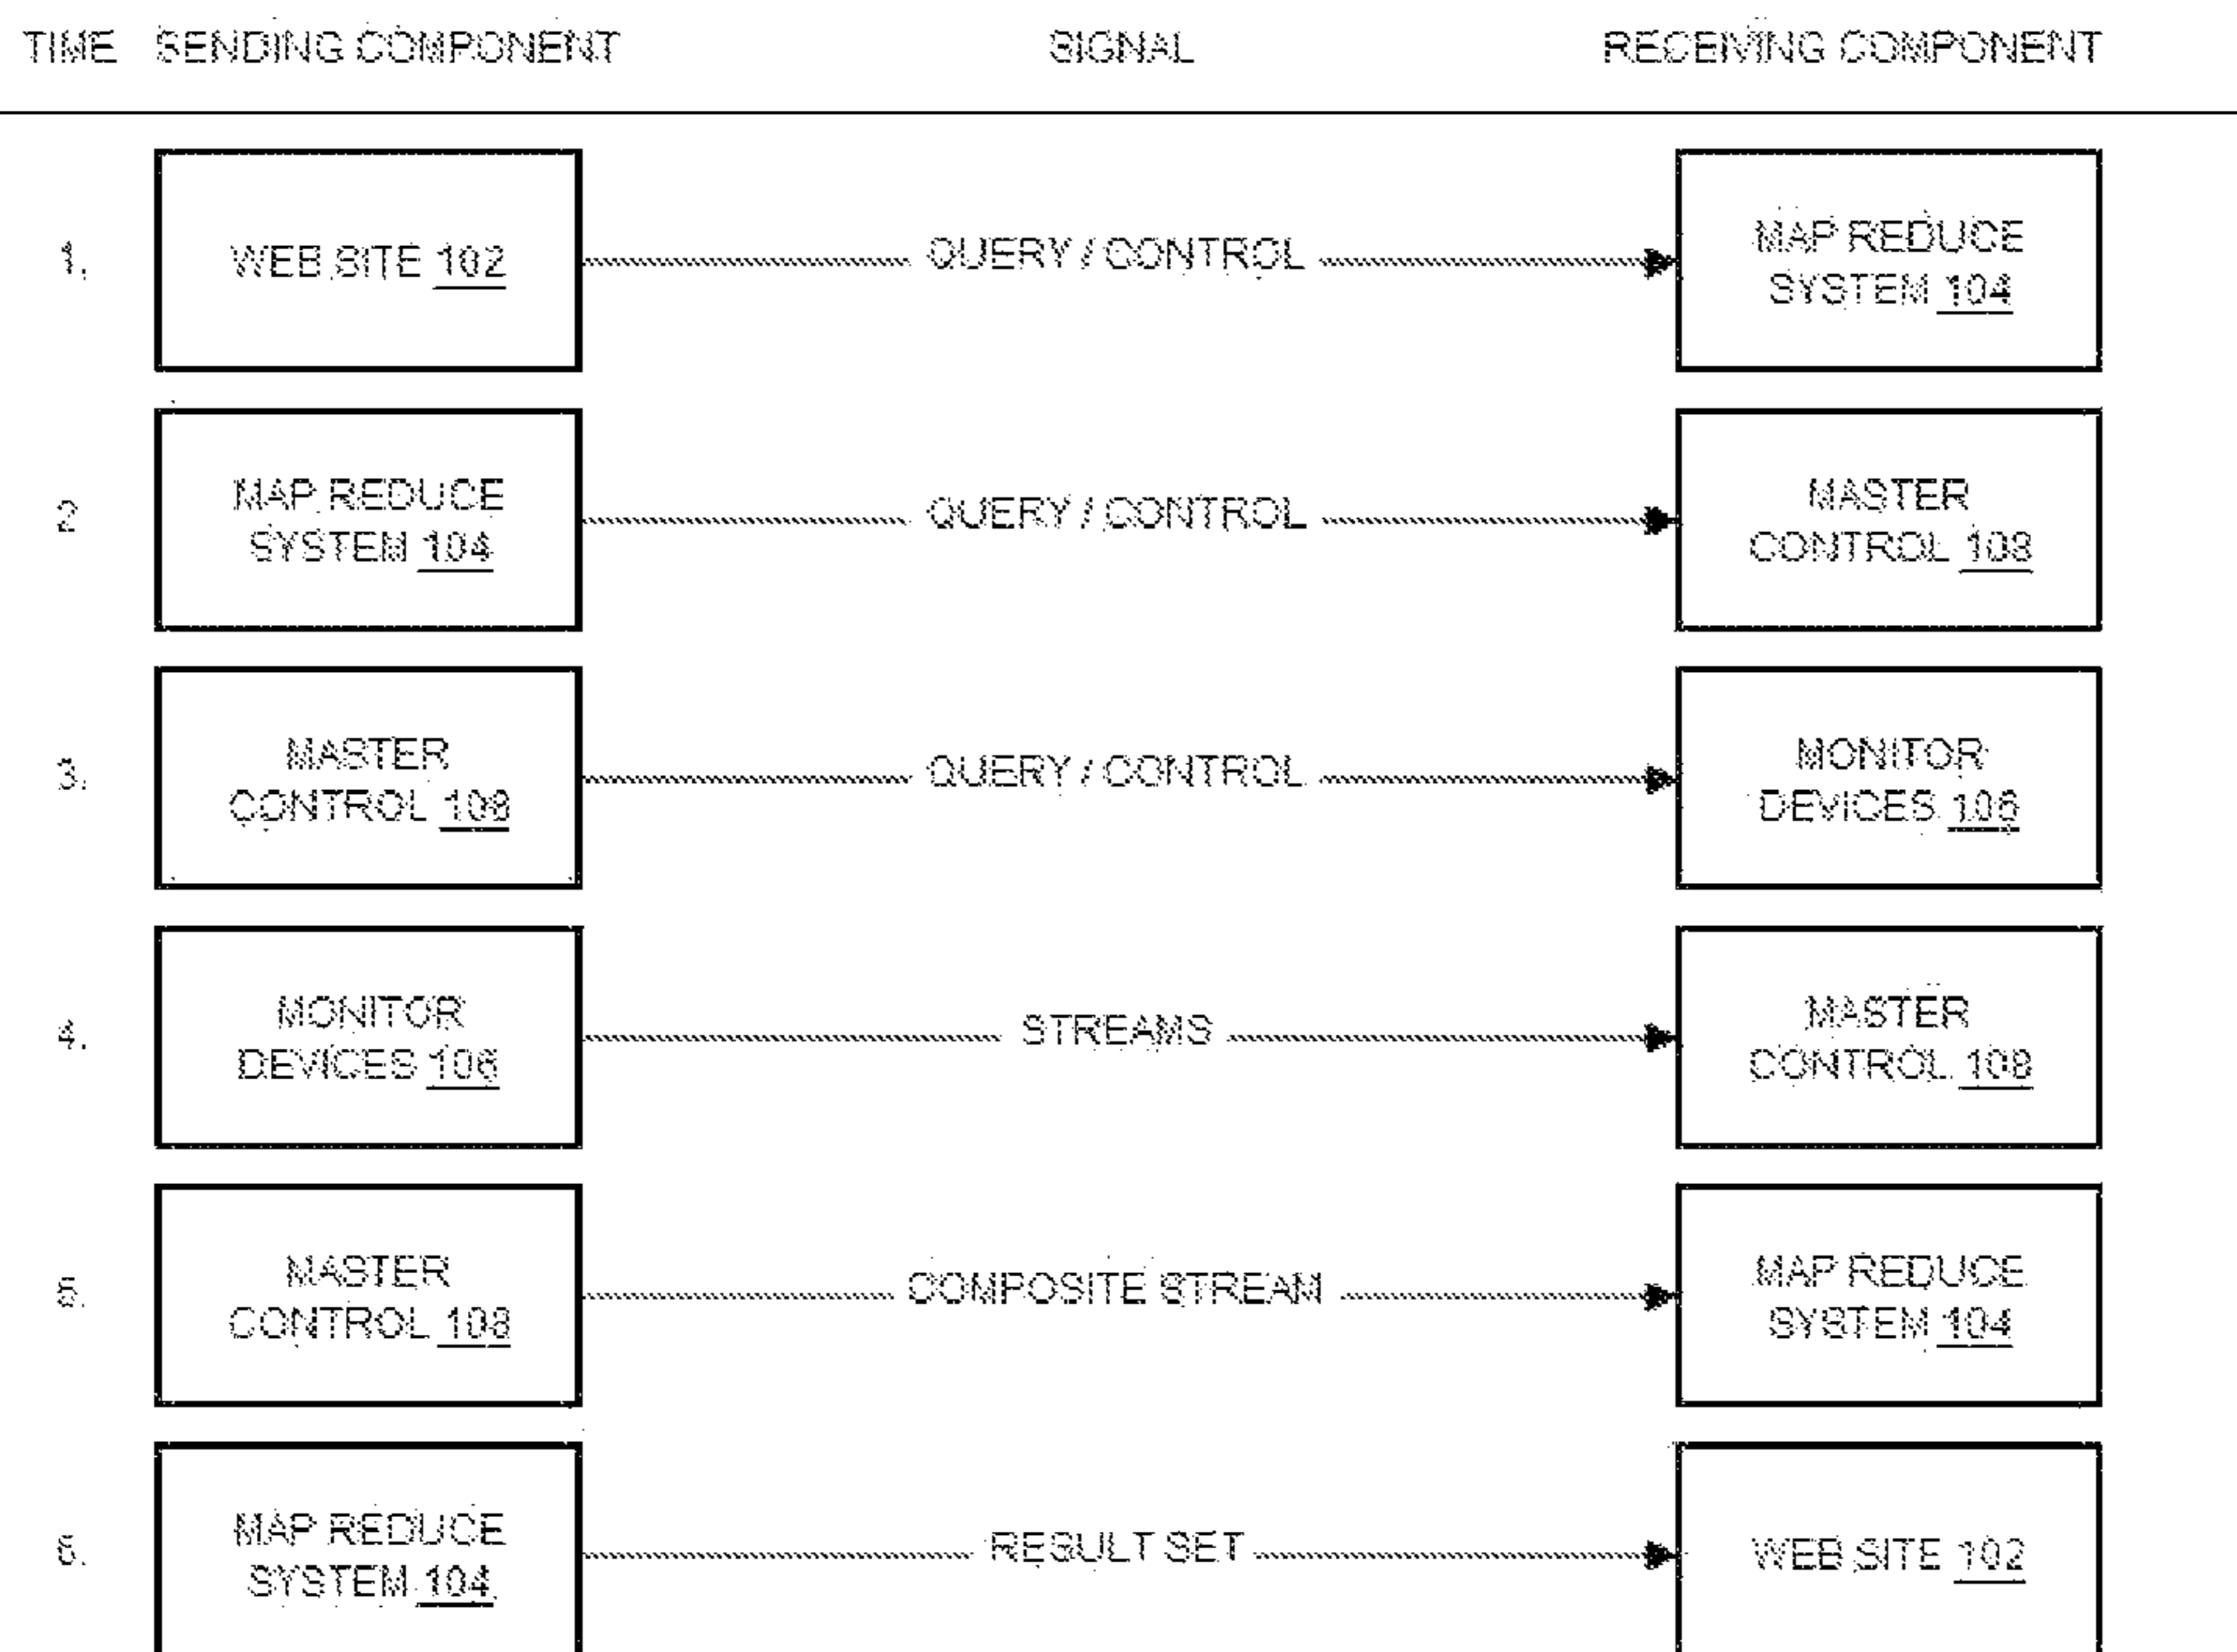 TIME SENDING COMPONENT SIGNAL RECEIVING COMPONENT
1. WEB SITE 102 QUERY / CONTROL MAP REDUCE
SYSTEM 104
2. MAP REDUCE QUERY / CONTROL MASTER
SYSTEM 104 CONTROL 108
3. MASTER QUERY / CONTROL MONITOR
CONTROL 108 DEVICES 106
4. MONITOR STREAMS MASTER
DEVICES 106 CONTROL 108
5. MASTER COMPOSITE STREAM MAP REDUCE
CONTROL 108 SYSTEM 104
6. MAP REDUCE RESULT SET WEB SITE 102
SYSTEM 104